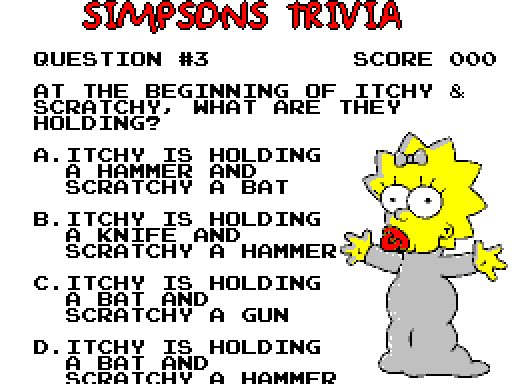 SIMPSONS TRIVIA
QUESTION #3 SCORE 000
AT THE BEGINNING OF ITCHY &
SCRATCHY, WHAT ARE THEY
HOLDING?
A. ITCHY IS HOLDING
A HAMMER AND
SCRATCHY A BAT
B. ITCHY IS HOLDING
A KNIFE AND
SCRATCHY A HAMMER
C. ITCHY IS HOLDING
A BAT AND
SCRATCHY A GUN
D. ITCHY IS HOLDING
A BAT AND
SCRATCHY A HAMMER